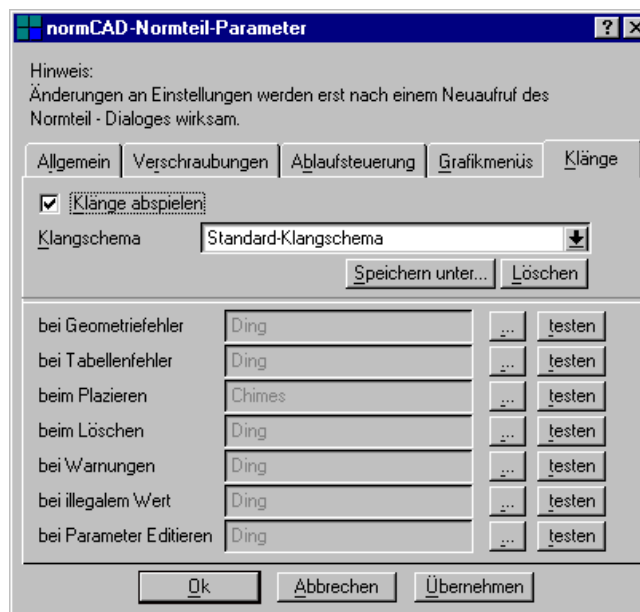 normCAD-Normteil-Parameter
Hinweis:
Änderungen an Einstellungen werden erst nach einem Neuaufruf des
Normteil - Dialoges wirksam.
Allgemein Verschraubungen Ablaufsteuerung Grafikmenüs Klänge
Klänge abspielen
Klangschema Standard-Klangschema
Speichern unter... Löschen
bei Geometriefehler Ding ... testen
bei Tabellenfehler Ding ... testen
beim Plazieren Chimes ... testen
beim Löschen Ding ... testen
bei Warnungen Ding ... testen
bei illegalem Wert Ding ... testen
bei Parameter Editieren Ding ... testen
Ok Abbrechen Übernehmen